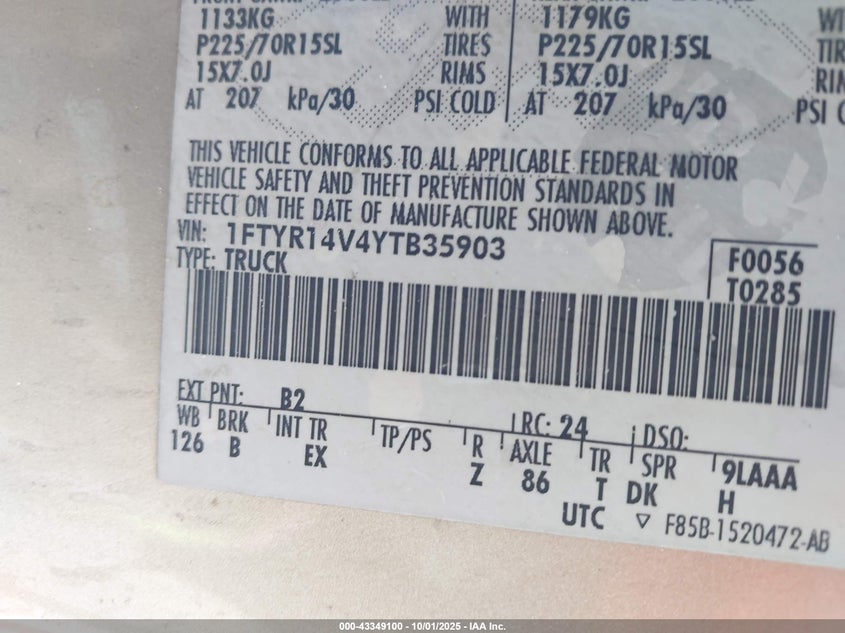 1133KG WITH 1179KG
P225/70R15SL TIRES P225/70R15SL
15X7.0J RIMS 15X7.0J
AT 207 kPa/30 PSI COLD AT 207 kPa/30 PSI
THIS VEHICLE CONFORMS TO ALL APPLICABLE FEDERAL MOTOR
VEHICLE SAFETY AND THEFT PREVENTION STANDARDS IN
EFFECT ON THE DATE OF MANUFACTURE SHOWN ABOVE.
VIN: 1FTYR14V4YTB35903
TYPE: TRUCK
F0056
T0285
EXT PNT: B2 RC: 24 DSO:
WB BRK INT TR TP/PS R AXLE TR SPR 9LAAA
126 B EX Z 86 T DK H
UTC ▽ F85B-1520472-AB
000-43349100 - 10/01/2025 - IAA Inc.